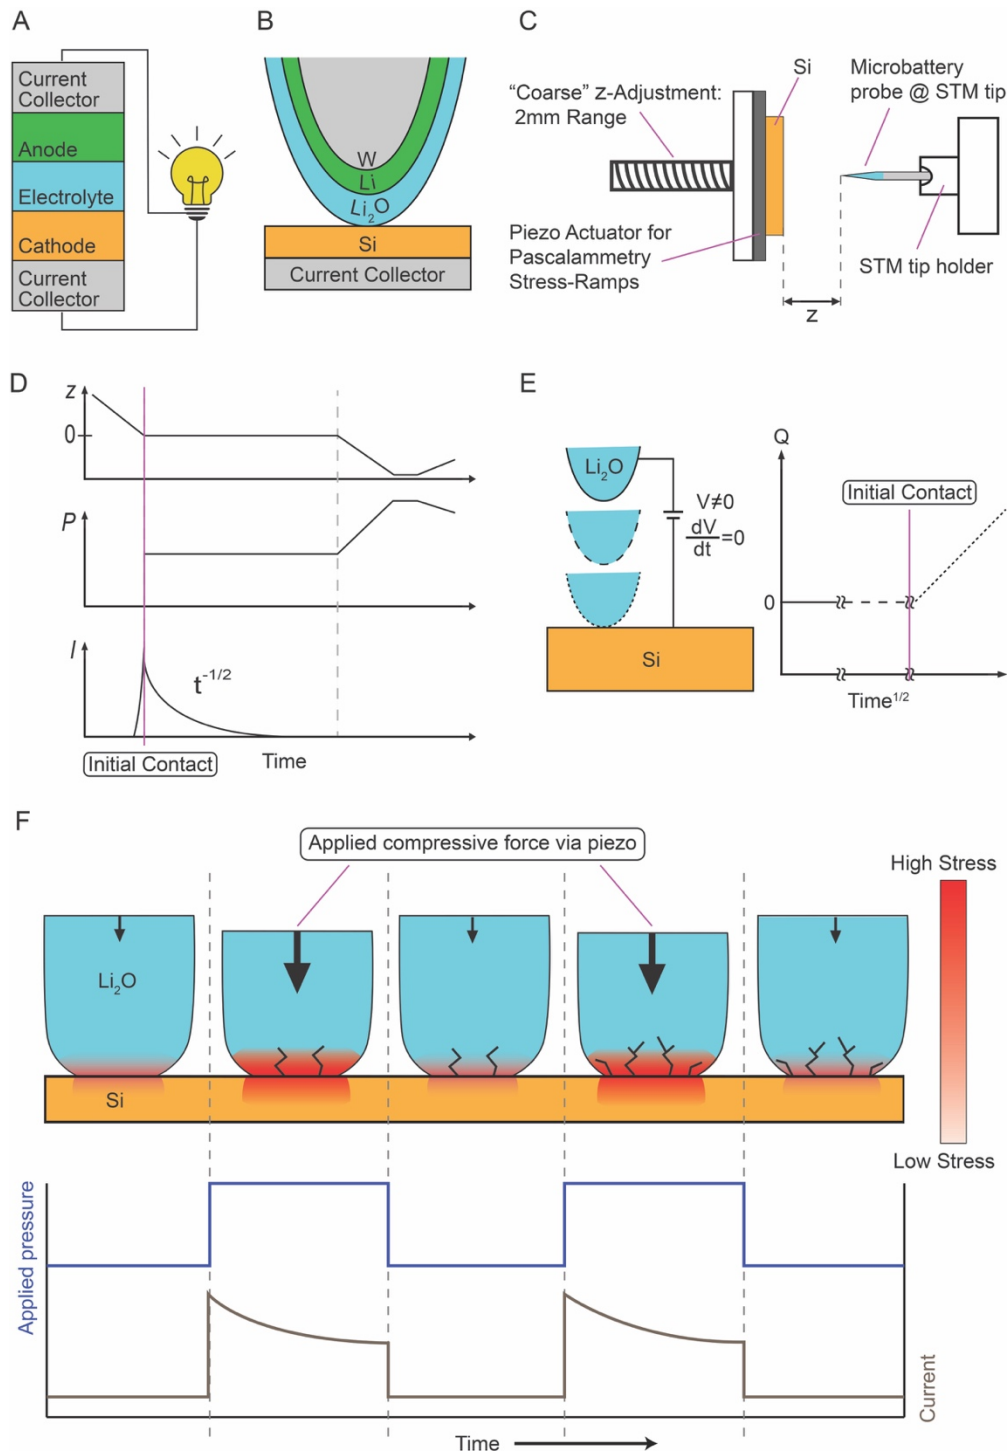 A
Current
Collector
Anode
Electrolyte
Cathode
Current
Collector
B
W
Li
Li₂O
Si
Current Collector
C
"Coarse" z-Adjustment:
2mm Range
Si
Microbattery
probe @ STM tip
Piezo Actuator for
Pascalammetry
Stress-Ramps
STM tip holder
z
D
z
0
P
I
t⁻¹/²
Initial Contact
Time
E
Li₂O
V≠0
dV
dt
=0
Si
Q
Initial Contact
0
Time¹/²
F
Applied compressive force via piezo
High Stress
Li₂O
Si
Low Stress
Applied pressure
Current
Time